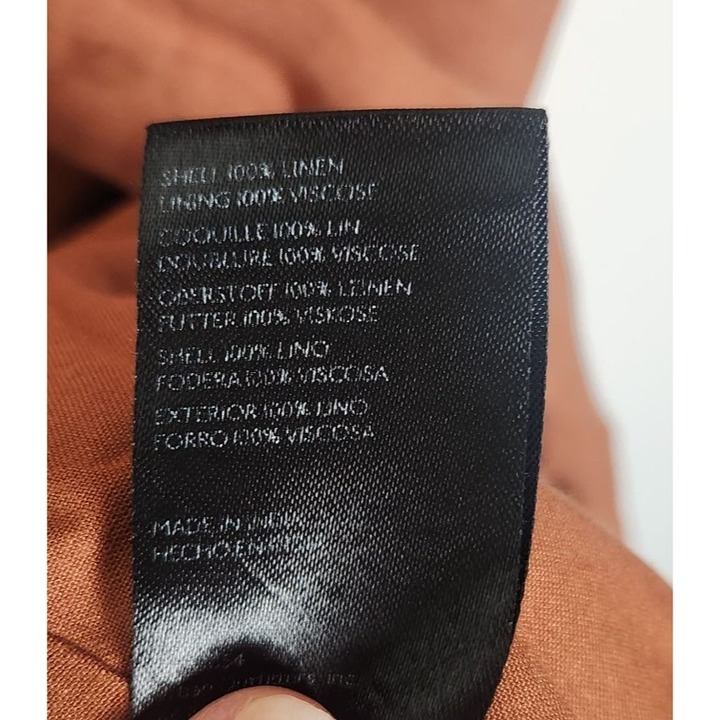 SHELL 100% LINEN
LINING 100% VISCOSE
COQUILLE 100% LIN
DOUBLURE 100% VISCOSE
OBERSTOFF 100% LEINEN
FUTTER 100% VISKOSE
SHELL 100% LINO
FODERA 100% VISCOSA
EXTERIOR 100% LINO
FORRO 100% VISCOSA
MADE IN
HECHO EN